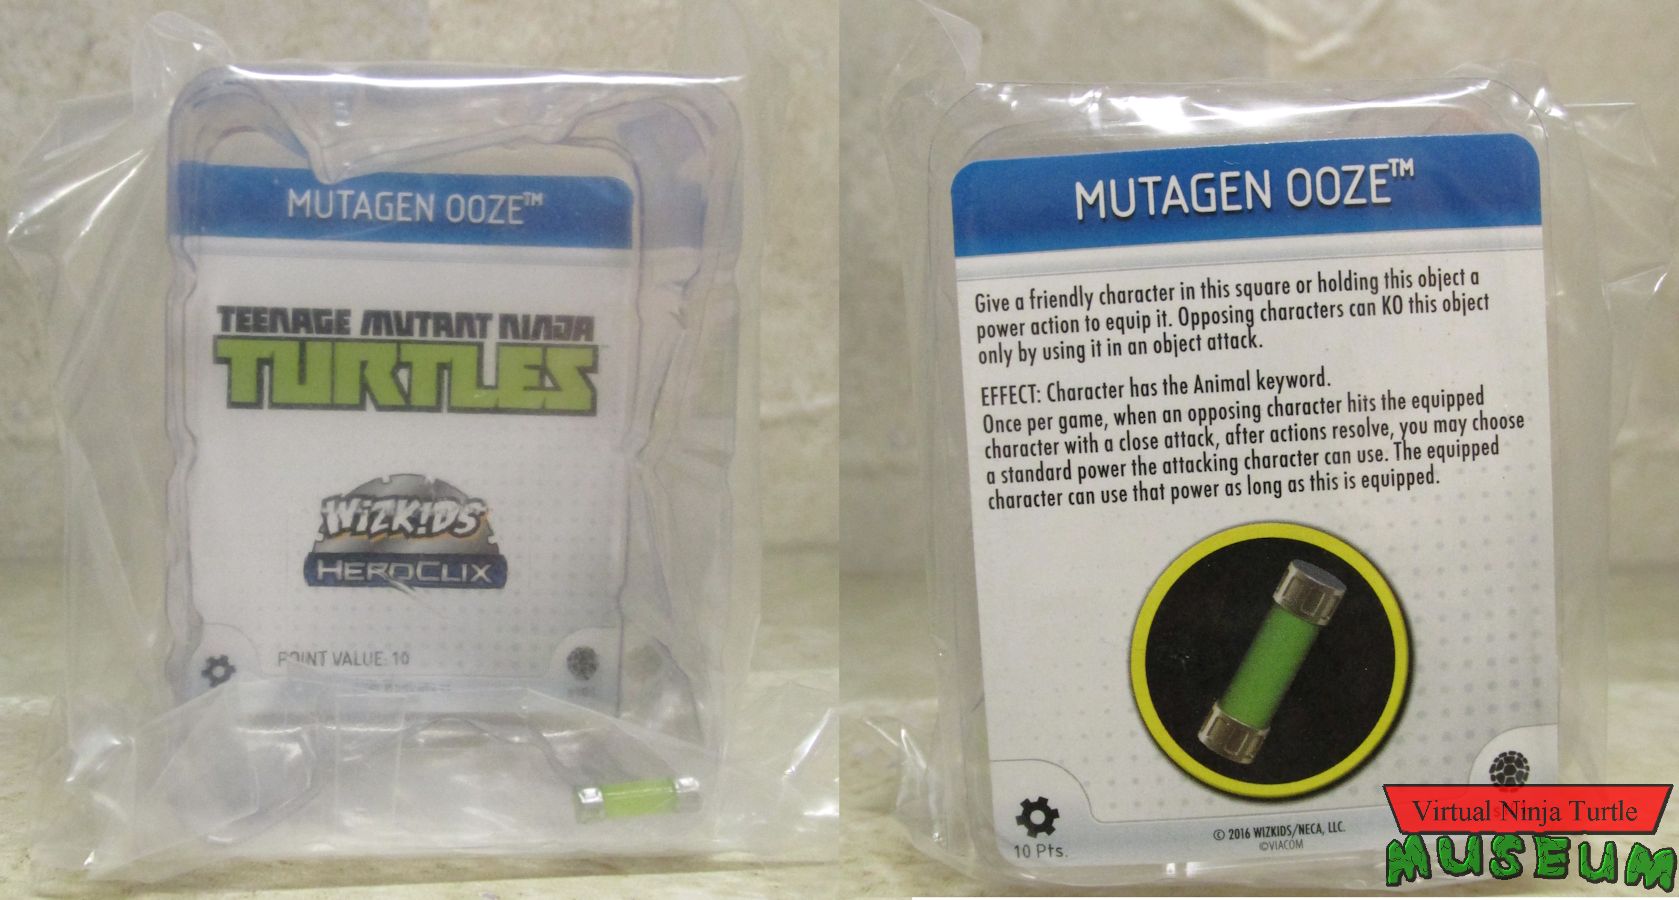 MUTAGEN OOZE™
TEENAGE MUTANT NINJA
TURTLES
WIZKIDS
HEROCLIX
POINT VALUE: 10
MUTAGEN OOZE™
Give a friendly character in this square or holding this object a
power action to equip it. Opposing characters can KO this object
only by using it in an object attack.
EFFECT: Character has the Animal keyword.
Once per game, when an opposing character hits the equipped
character with a close attack, after actions resolve, you may choose
a standard power the attacking character can use. The equipped
character can use that power as long as this is equipped.
10 Pts.
© 2016 WIZKIDS/NECA, LLC.
©VIACOM
Virtual Ninja Turtle
MUSEUM